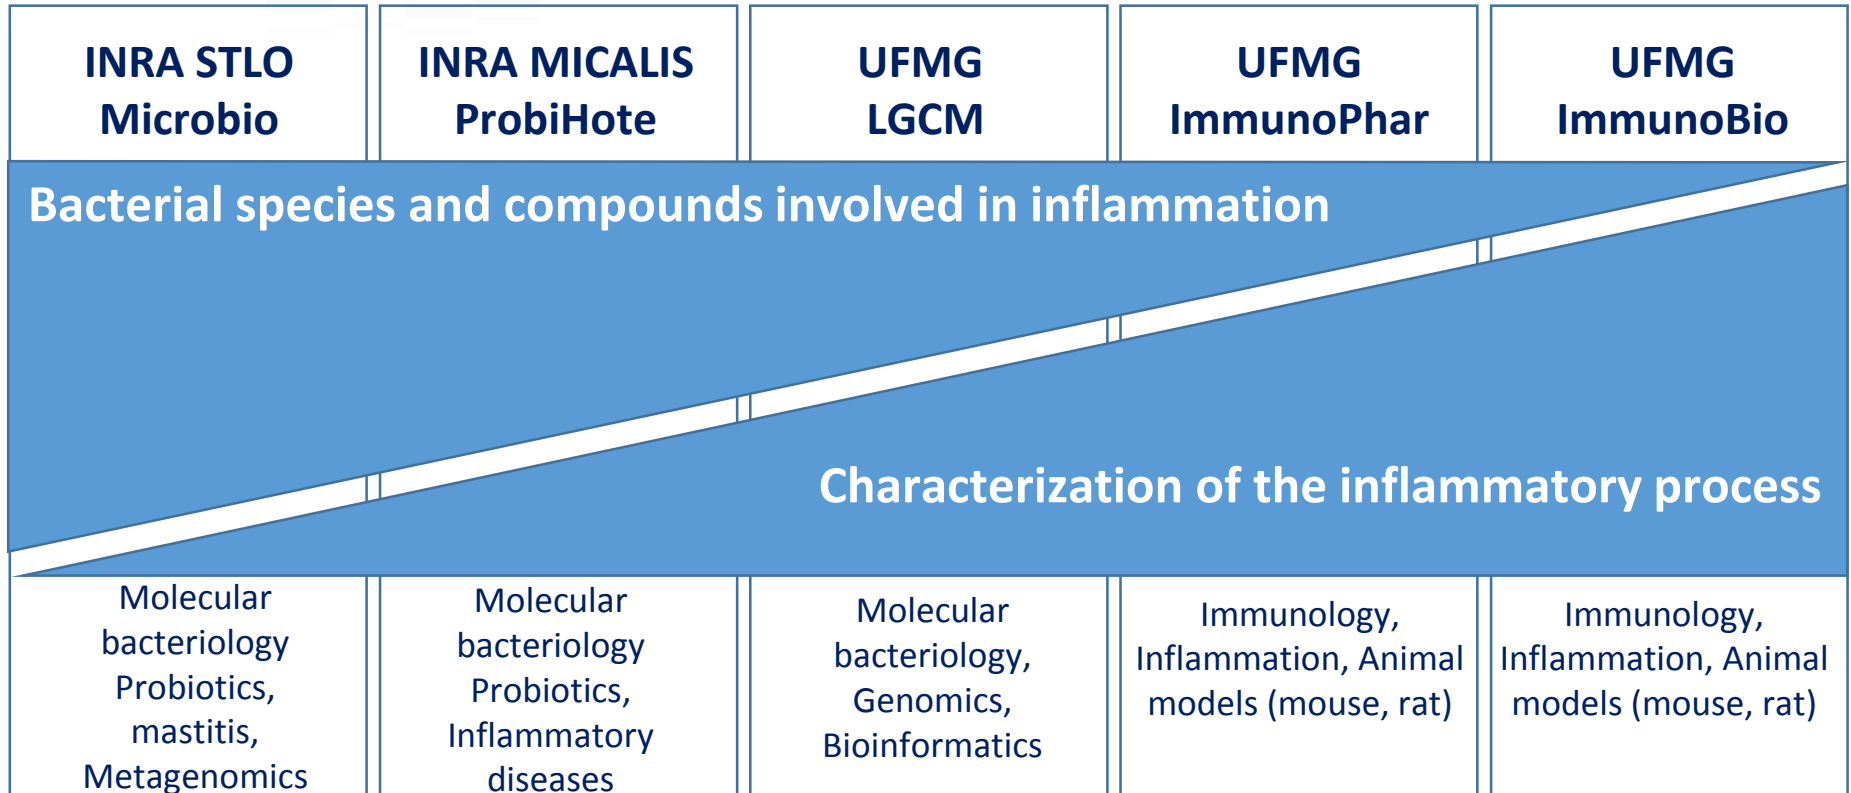 INRA STLO
Microbio
INRA MICALIS
ProbiHote
UFMG
LGCM
UFMG
ImmunoPhar
UFMG
ImmunoBio
Bacterial species and compounds involved in inflammation
Characterization of the inflammatory process
Molecular
bacteriology
Probiotics,
mastitis,
Metagenomics
Molecular
bacteriology
Probiotics,
Inflammatory
diseases
Molecular
bacteriology,
Genomics,
Bioinformatics
Immunology,
Inflammation, Animal
models (mouse, rat)
Immunology,
Inflammation, Animal
models (mouse, rat)